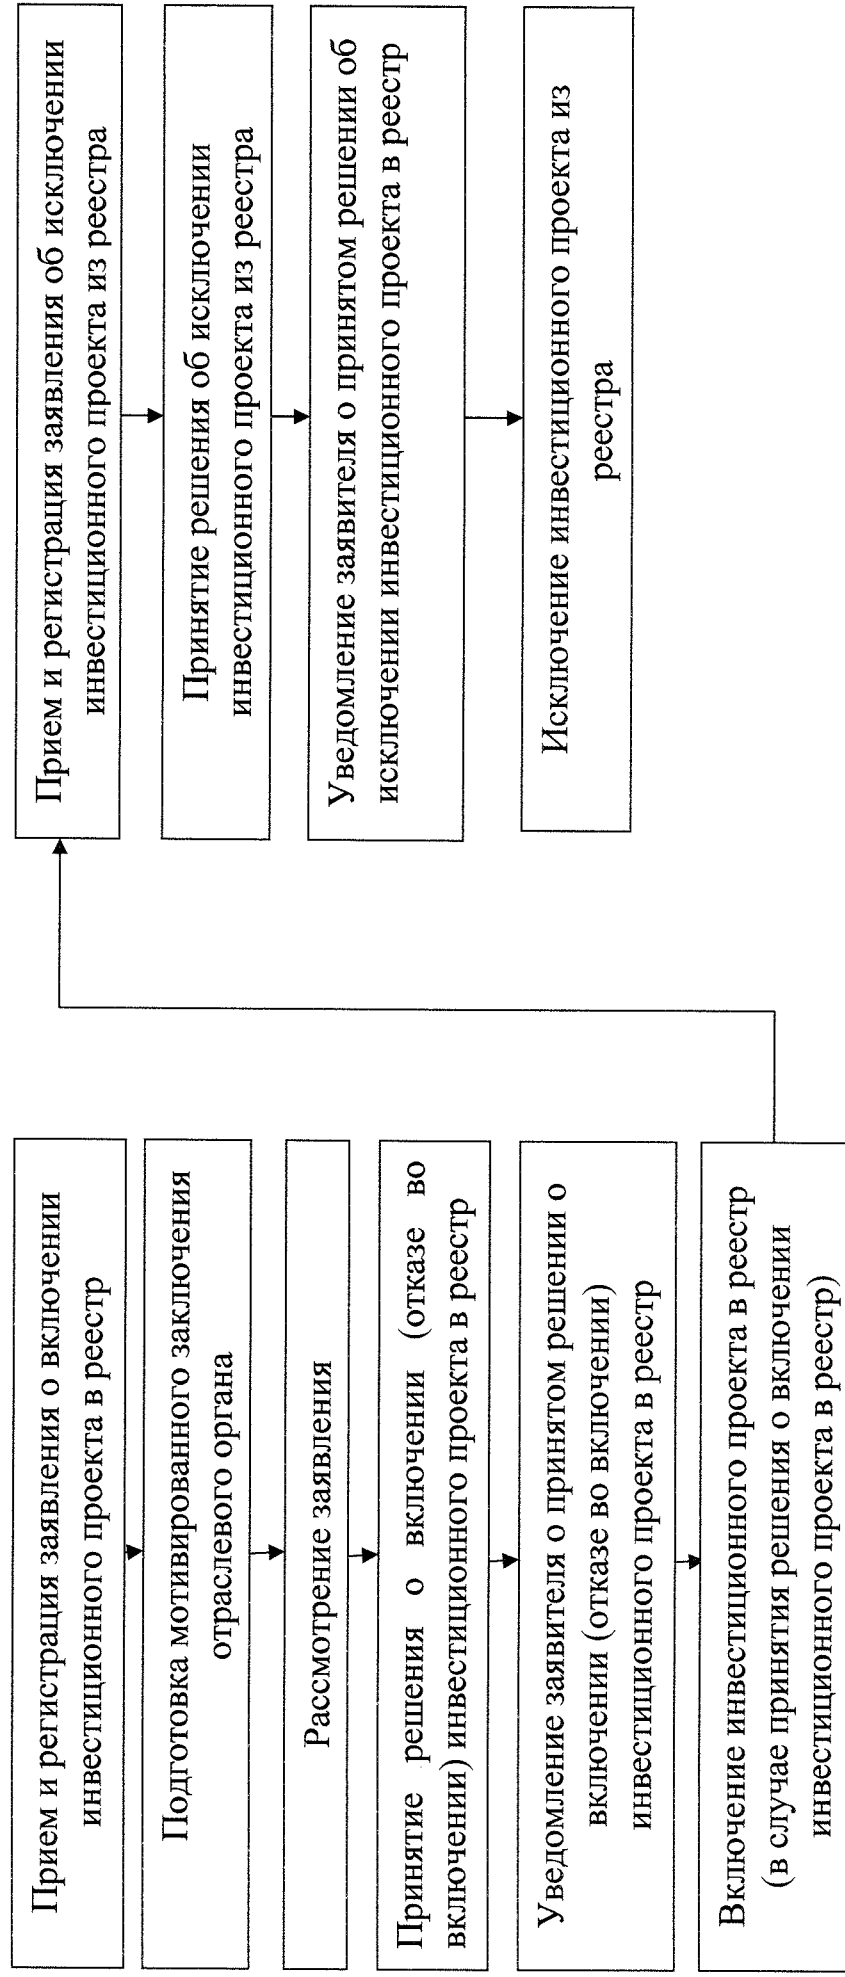 Прием и регистрация заявления о включении
инвестиционного проекта в реестр
Подготовка мотивированного заключения
отраслевого органа
Рассмотрение заявления
Принятие решения о включении (отказе во
включении) инвестиционного проекта в реестр
Уведомление заявителя о принятом решении о
включении (отказе во включении)
инвестиционного проекта в реестр
Включение инвестиционного проекта в реестр
(в случае принятия решения о включении
инвестиционного проекта в реестр)
Прием и регистрация заявления об исключении
инвестиционного проекта из реестра
Принятие решения об исключении
инвестиционного проекта из реестра
Уведомление заявителя о принятом решении об
исключении инвестиционного проекта в реестр
Исключение инвестиционного проекта из
реестра